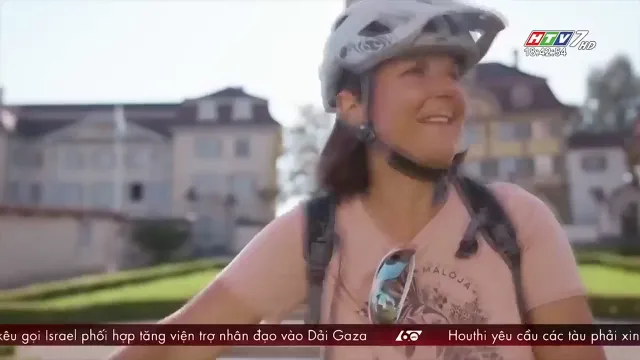 HTV7 HD
18:42:54
MALOJA
kêu gọi Israel phối hợp tăng viện trợ nhân đạo vào Dải Gaza 60 Houthi yêu cầu các tàu phải xin